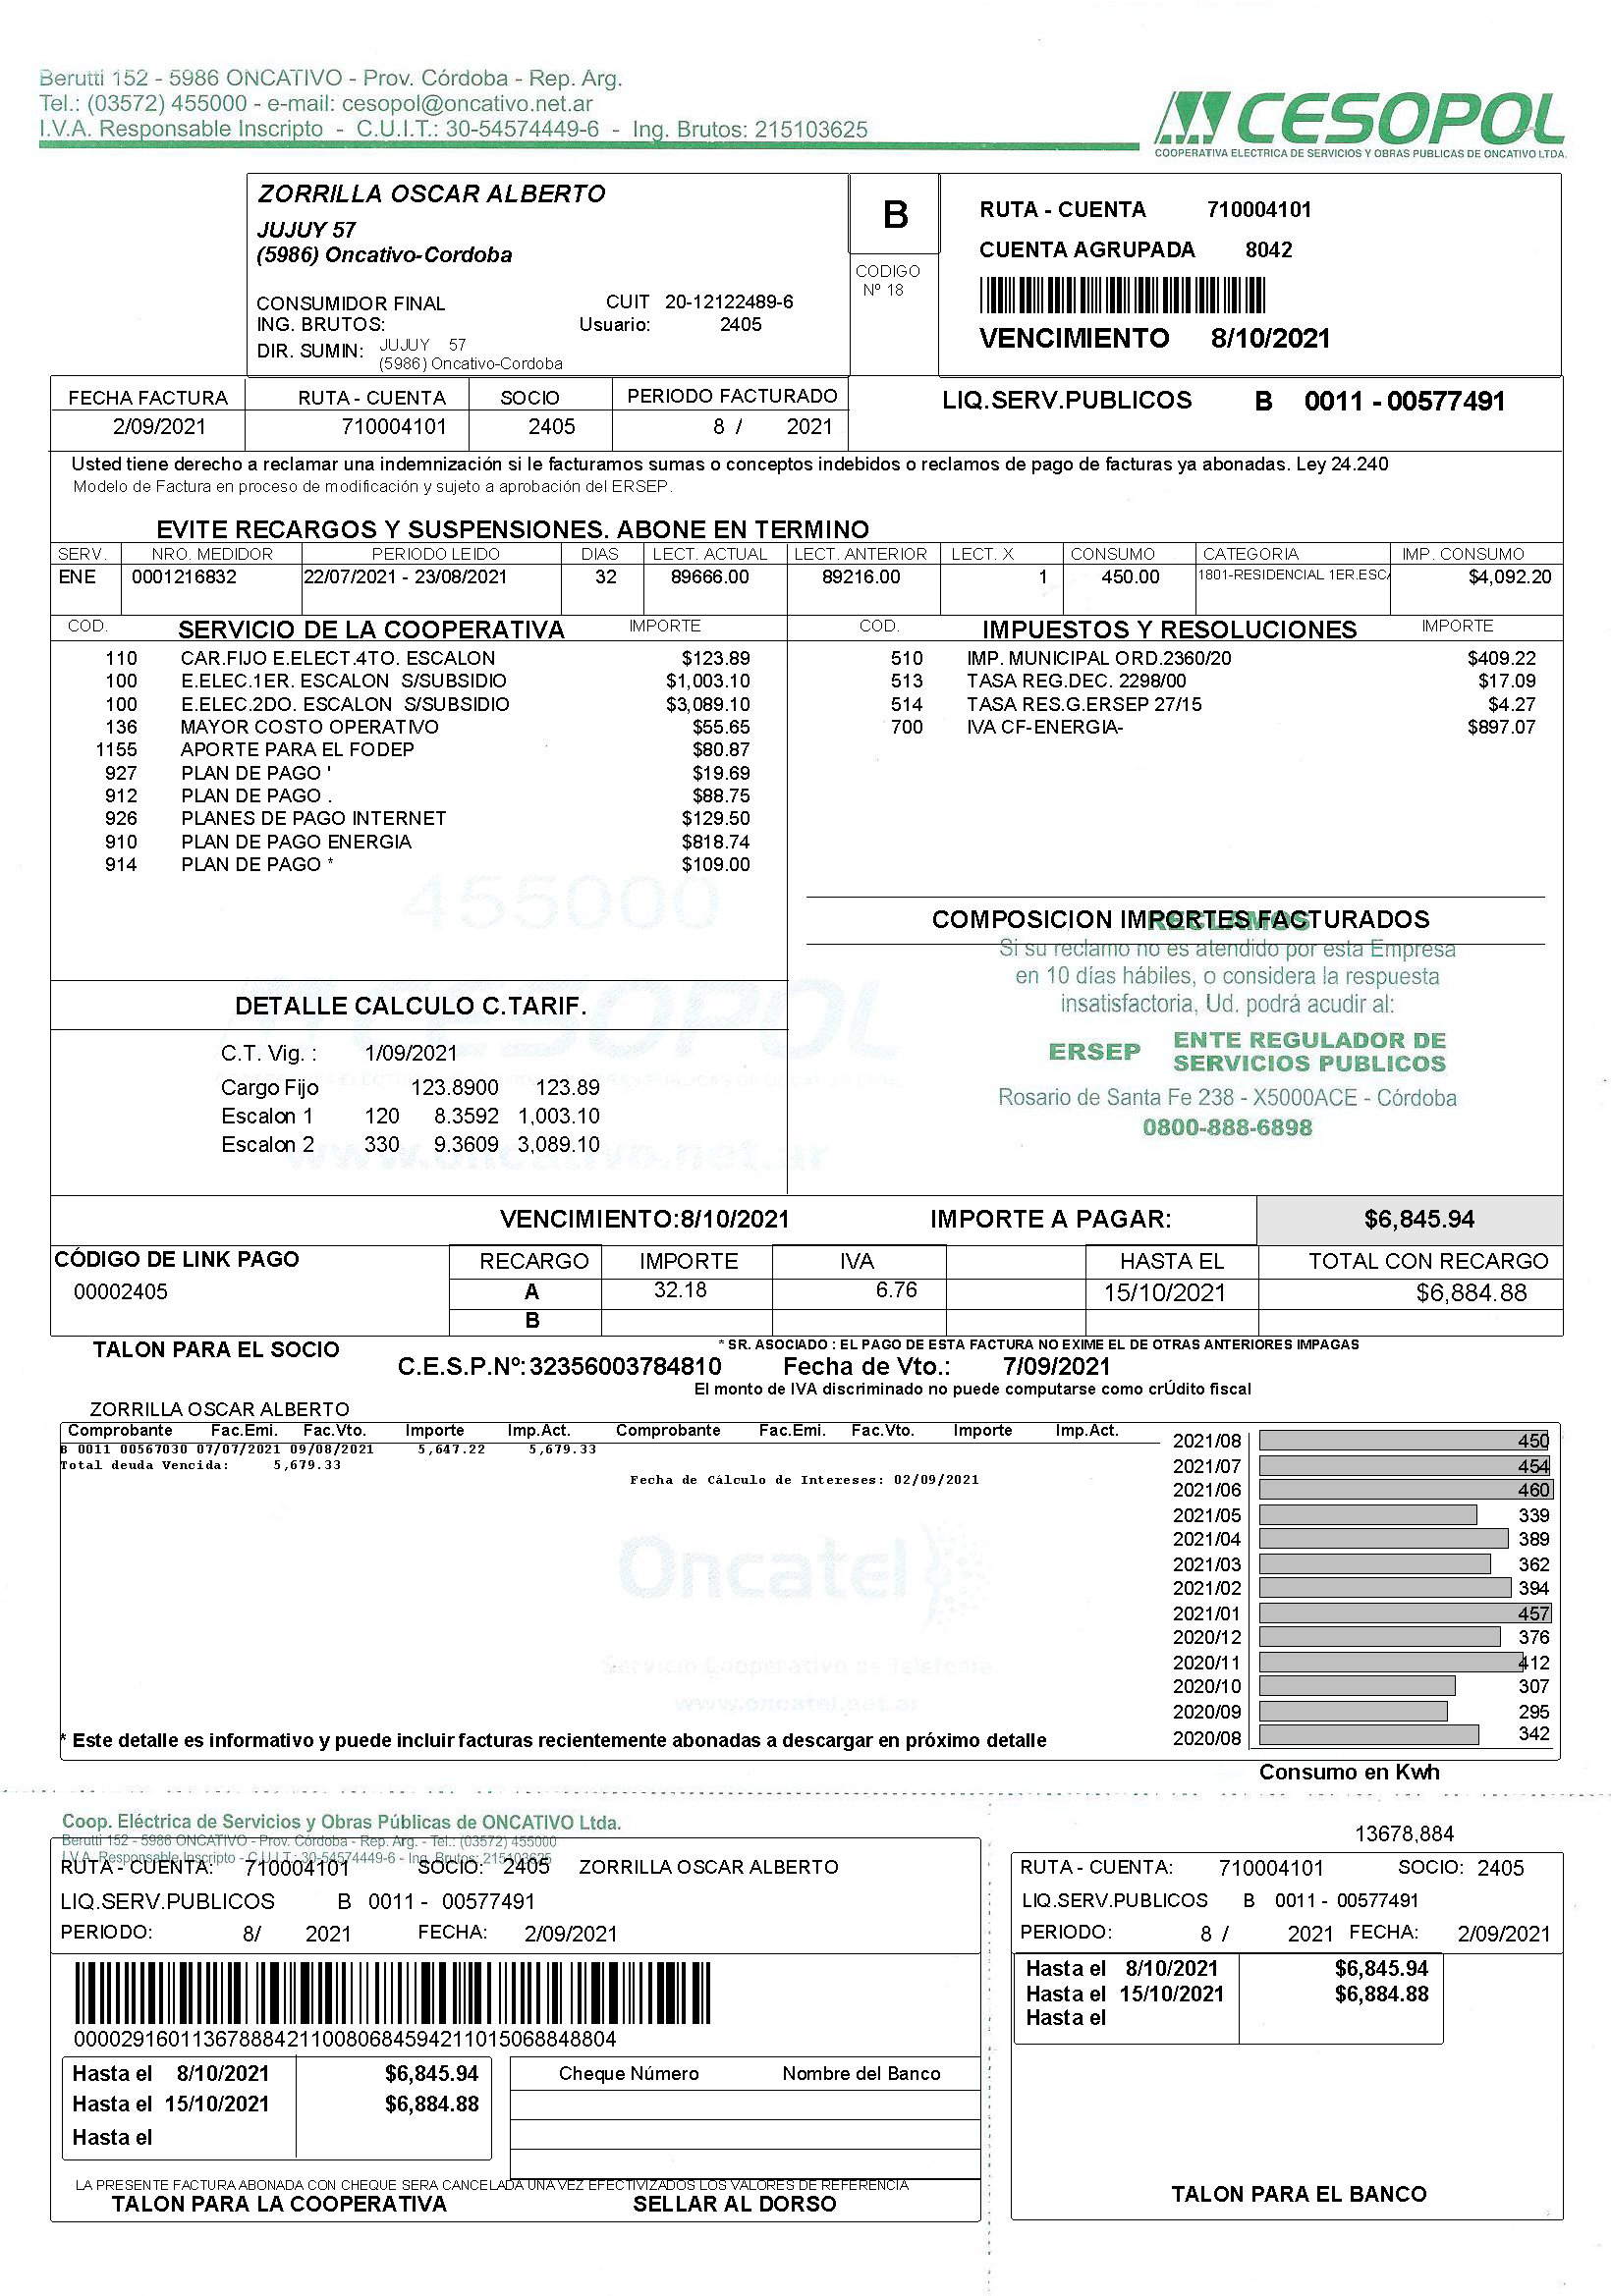 Berutti 152 - 5986 ONCATIVO - Prov. Córdoba - Rep. Arg.
Tel.: (03572) 455000 - e-mail: cesopol@oncativo.net.ar
I.V.A. Responsable Inscripto - C.U.I.T.: 30-54574449-6 - Ing. Brutos: 215103625
CESOPOL
COOPERATIVA ELECTRICA DE SERVICIOS Y OBRAS PUBLICAS DE ONCATIVO LTDA.
ZORRILLA OSCAR ALBERTO
JUJUY 57
(5986) Oncativo-Cordoba
CONSUMIDOR FINAL CUIT 20-12122489-6
ING. BRUTOS: Usuario: 2405
DIR. SUMIN: JUJUY 57
(5986) Oncativo-Cordoba
B
CODIGO
Nº 18
RUTA - CUENTA 710004101
CUENTA AGRUPADA 8042
VENCIMIENTO 8/10/2021
FECHA FACTURA RUTA - CUENTA SOCIO PERIODO FACTURADO
2/09/2021 710004101 2405 8 / 2021
LIQ.SERV.PUBLICOS B 0011 - 00577491
Usted tiene derecho a reclamar una indemnización si le facturamos sumas o conceptos indebidos o reclamos de pago de facturas ya abonadas. Ley 24.240
Modelo de Factura en proceso de modificación y sujeto a aprobación del ERSEP.
EVITE RECARGOS Y SUSPENSIONES. ABONE EN TERMINO
SERV. NRO. MEDIDOR PERIODO LEIDO DIAS LECT. ACTUAL LECT. ANTERIOR LECT. X CONSUMO CATEGORIA IMP. CONSUMO
ENE 0001216832 22/07/2021 - 23/08/2021 32 89666.00 89216.00 1 450.00 1801-RESIDENCIAL 1ER.ESCA $4,092.20
COD. SERVICIO DE LA COOPERATIVA IMPORTE
110 CAR.FIJO E.ELECT.4TO. ESCALON $123.89
100 E.ELEC.1ER. ESCALON S/SUBSIDIO $1,003.10
100 E.ELEC.2DO. ESCALON S/SUBSIDIO $3,089.10
136 MAYOR COSTO OPERATIVO $55.65
1155 APORTE PARA EL FODEP $80.87
927 PLAN DE PAGO ' $19.69
912 PLAN DE PAGO . $88.75
926 PLANES DE PAGO INTERNET $129.50
910 PLAN DE PAGO ENERGIA $818.74
914 PLAN DE PAGO * $109.00
COD. IMPUESTOS Y RESOLUCIONES IMPORTE
510 IMP. MUNICIPAL ORD.2360/20 $409.22
513 TASA REG.DEC. 2298/00 $17.09
514 TASA RES.G.ERSEP 27/15 $4.27
700 IVA CF-ENERGIA- $897.07
455000
CESOPOL
www.oncativo.net.ar
COMPOSICION IMPORTES FACTURADOS
RECLAMOS
Si su reclamo no es atendido por esta Empresa
en 10 días hábiles, o considera la respuesta
insatisfactoria, Ud. podrá acudir al:
ERSEP ENTE REGULADOR DE
SERVICIOS PUBLICOS
Rosario de Santa Fe 238 - X5000ACE - Córdoba
0800-888-6898
DETALLE CALCULO C.TARIF.
C.T. Vig. : 1/09/2021
Cargo Fijo 123.8900 123.89
Escalon 1 120 8.3592 1,003.10
Escalon 2 330 9.3609 3,089.10
VENCIMIENTO:8/10/2021 IMPORTE A PAGAR: $6,845.94
CÓDIGO DE LINK PAGO RECARGO IMPORTE IVA HASTA EL TOTAL CON RECARGO
00002405 A 32.18 6.76 15/10/2021 $6,884.88
B
TALON PARA EL SOCIO
* SR. ASOCIADO : EL PAGO DE ESTA FACTURA NO EXIME EL DE OTRAS ANTERIORES IMPAGAS
C.E.S.P.Nº: 32356003784810 Fecha de Vto.: 7/09/2021
El monto de IVA discriminado no puede computarse como crÚdito fiscal
ZORRILLA OSCAR ALBERTO
Comprobante Fac.Emi. Fac.Vto. Importe Imp.Act. Comprobante Fac.Emi. Fac.Vto. Importe Imp.Act.
B 0011 00567030 07/07/2021 09/08/2021 5,647.22 5,679.33
Total deuda Vencida: 5,679.33
Fecha de Cálculo de Intereses: 02/09/2021
Oncatel
Servicio Cooperativo de Telefonía
www.oncatel.net.ar
2021/08 450
2021/07 454
2021/06 460
2021/05 339
2021/04 389
2021/03 362
2021/02 394
2021/01 457
2020/12 376
2020/11 412
2020/10 307
2020/09 295
2020/08 342
* Este detalle es informativo y puede incluir facturas recientemente abonadas a descargar en próximo detalle
Consumo en Kwh
Coop. Eléctrica de Servicios y Obras Públicas de ONCATIVO Ltda.
Berutti 152 - 5986 ONCATIVO - Prov. Córdoba - Rep. Arg. - Tel.: (03572) 455000
I.V.A. Responsable Inscripto - C.U.I.T.: 30-54574449-6 - Ing. Brutos: 215103625
RUTA - CUENTA: 710004101 SOCIO: 2405 ZORRILLA OSCAR ALBERTO
LIQ.SERV.PUBLICOS B 0011 - 00577491
PERIODO: 8/ 2021 FECHA: 2/09/2021
00002916011367888421100806845942110150688488​04
Hasta el 8/10/2021 $6,845.94
Hasta el 15/10/2021 $6,884.88
Hasta el
Cheque Número Nombre del Banco
LA PRESENTE FACTURA ABONADA CON CHEQUE SERA CANCELADA UNA VEZ EFECTIVIZADOS LOS VALORES DE REFERENCIA
TALON PARA LA COOPERATIVA SELLAR AL DORSO
13678,884
RUTA - CUENTA: 710004101 SOCIO: 2405
LIQ.SERV.PUBLICOS B 0011 - 00577491
PERIODO: 8 / 2021 FECHA: 2/09/2021
Hasta el 8/10/2021 $6,845.94
Hasta el 15/10/2021 $6,884.88
Hasta el
TALON PARA EL BANCO